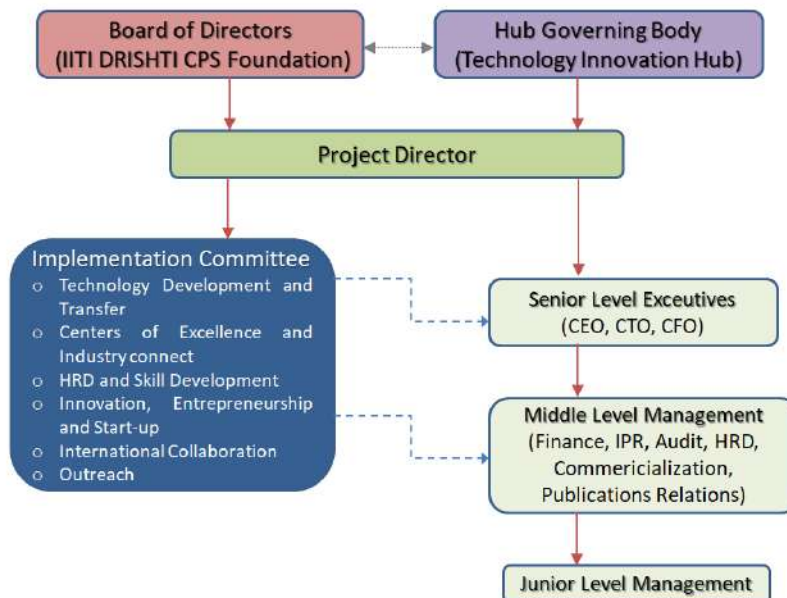 Board of Directors
(IITI DRISHTI CPS Foundation)
Hub Governing Body
(Technology Innovation Hub)
Project Director
Implementation Committee
o Technology Development and
Transfer
o Centers of Excellence and
Industry connect
o HRD and Skill Development
o Innovation, Entrepreneurship
and Start-up
o International Collaboration
o Outreach
Senior Level Exceutives
(CEO, CTO, CFO)
Middle Level Management
(Finance, IPR, Audit, HRD,
Commericialization,
Publications Relations)
Junior Level Management